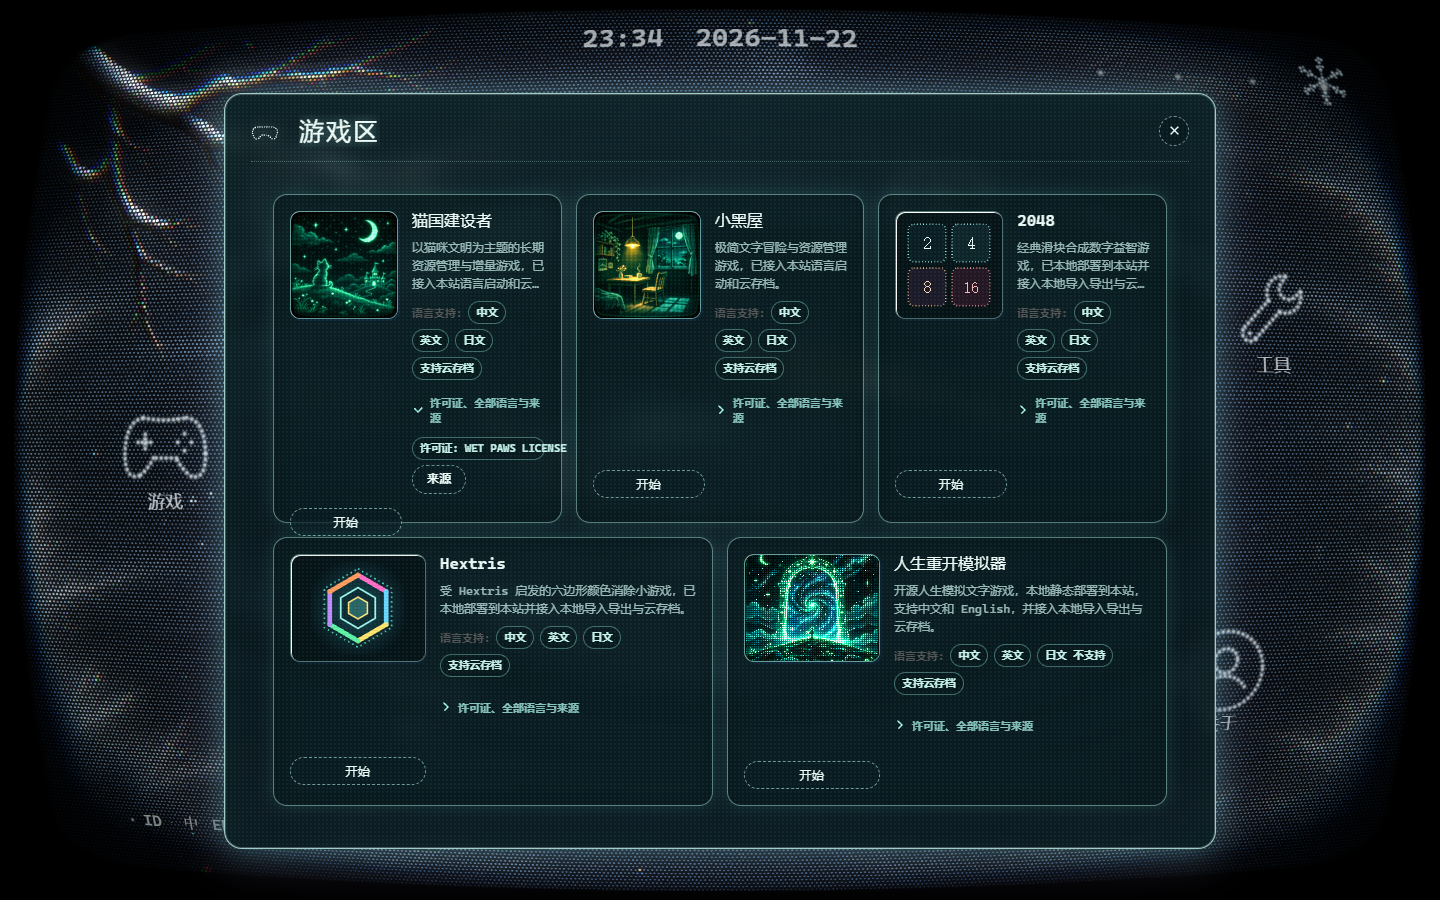 23:34 2026-11-22
游戏区
×
猫国建设者
以猫咪文明为主题的长期
资源管理与增量游戏，已
接入本站语言启动和云…
语言支持：中文
英文 日文
支持云存档
许可证、全部语言与来
源
许可证: WET PAWS LICENSE
来源
开始
小黑屋
极简文字冒险与资源管理
游戏，已接入本站语言启
动和云存档。
语言支持：中文
英文 日文
支持云存档
许可证、全部语言与来
源
开始
2 4
8 16
2048
经典滑块合成数字益智游
戏，已本地部署到本站并
接入本地导入导出与云…
语言支持：中文
英文 日文
支持云存档
许可证、全部语言与来
源
开始
Hextris
受 Hextris 启发的六边形颜色消除小游戏，已
本地部署到本站并接入本地导入导出与云存档。
语言支持：中文 英文 日文
支持云存档
许可证、全部语言与来源
开始
人生重开模拟器
开源人生模拟文字游戏，本地静态部署到本站，
支持中文和 English，并接入本地导入导出与
云存档。
语言支持：中文 英文 日文 不支持
支持云存档
许可证、全部语言与来源
开始
游戏
工具
于
· ID 中 E